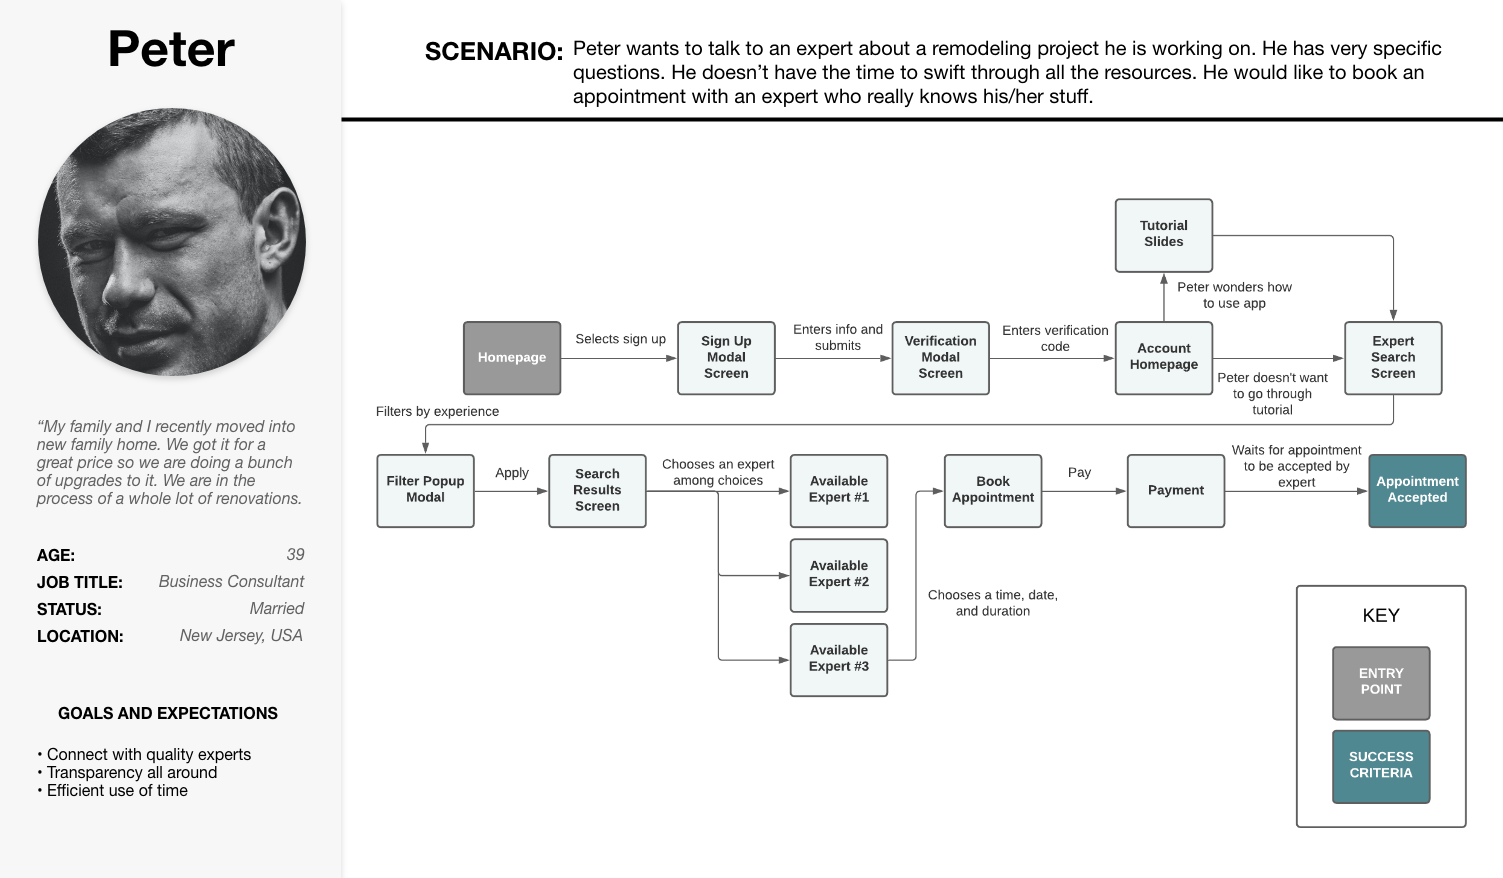 Peter
“My family and I recently moved into
new family home. We got it for a
great price so we are doing a bunch
of upgrades to it. We are in the
process of a whole lot of renovations.
AGE: 39
JOB TITLE: Business Consultant
STATUS: Married
LOCATION: New Jersey, USA
GOALS AND EXPECTATIONS
• Connect with quality experts
• Transparency all around
• Efficient use of time
SCENARIO: Peter wants to talk to an expert about a remodeling project he is working on. He has very specific
questions. He doesn’t have the time to swift through all the resources. He would like to book an
appointment with an expert who really knows his/her stuff.
Tutorial
Slides
Peter wonders how
to use app
Homepage
Selects sign up
Sign Up
Modal
Screen
Enters info and
submits
Verification
Modal
Screen
Enters verification
code
Account
Homepage
Peter doesn't want
to go through
tutorial
Expert
Search
Screen
Filters by experience
Filter Popup
Modal
Apply
Search
Results
Screen
Chooses an expert
among choices
Available
Expert #1
Available
Expert #2
Available
Expert #3
Chooses a time, date,
and duration
Book
Appointment
Pay
Payment
Waits for appointment
to be accepted by
expert
Appointment
Accepted
KEY
ENTRY
POINT
SUCCESS
CRITERIA